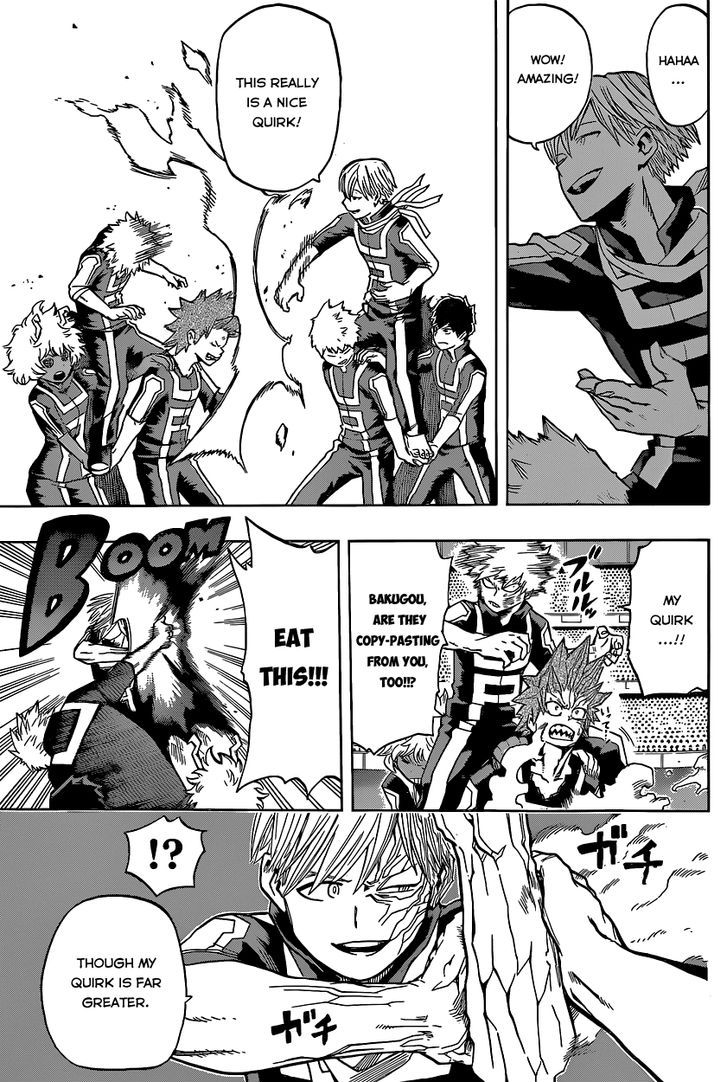 HAHAA
...
WOW!
AMAZING!
THIS REALLY
IS A NICE
QUIRK!
MY
QUIRK
...!!
ブルルル
BAKUGOU,
ARE THEY
COPY-PASTING
FROM YOU,
TOO!!?
EAT
THIS!!!
BOOM
!?
ガチ
THOUGH MY
QUIRK IS FAR
GREATER.
ガチ